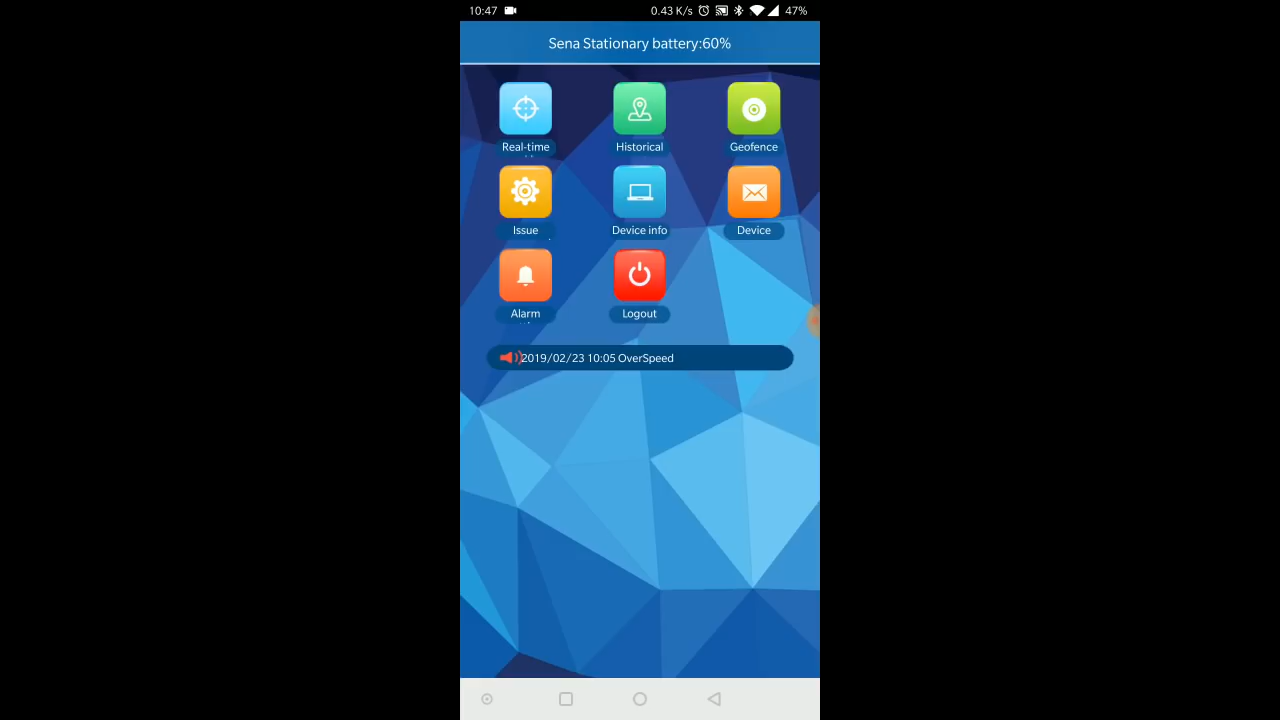 10:47 0.43 K/s 47%
Sena Stationary battery:60%
Real-time Historical Geofence
Issue Device info Device
Alarm Logout
2019/02/23 10:05 OverSpeed